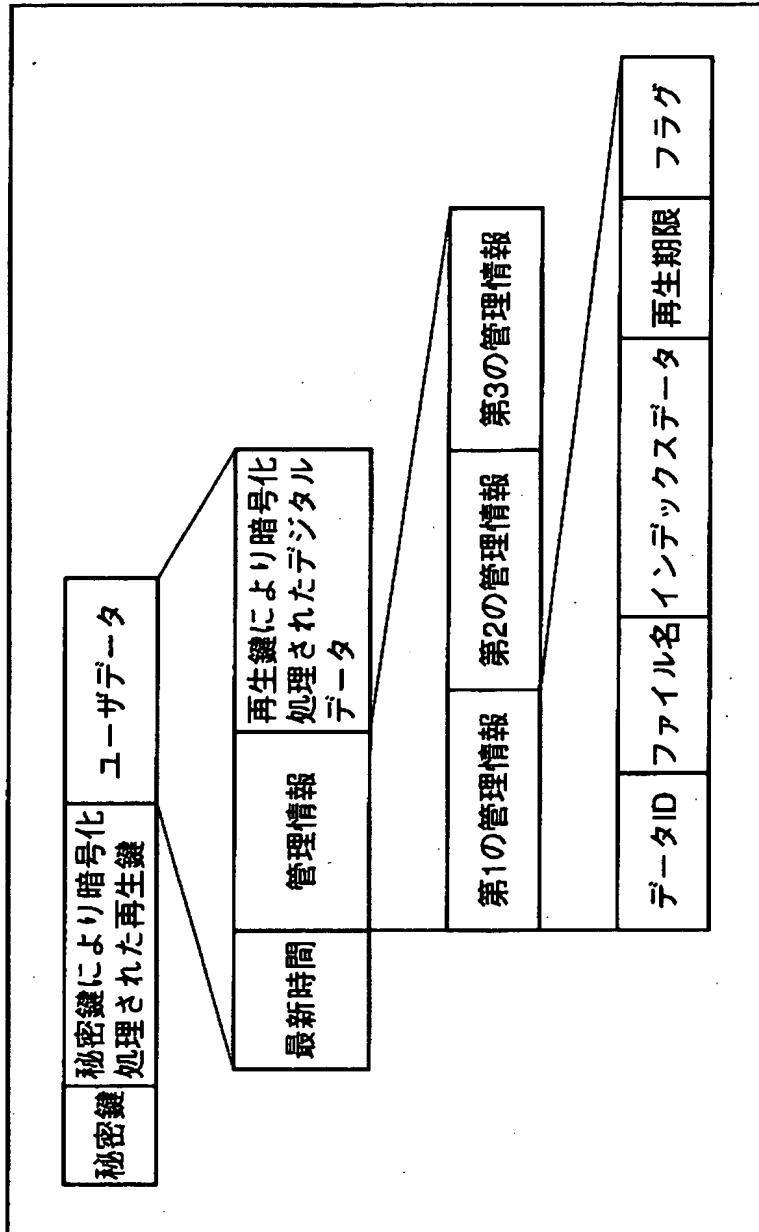 秘密鍵
秘密鍵により暗号化
処理された再生鍵
ユーザデータ
最新時間
管理情報
再生鍵により暗号化
処理されたデジタル
データ
第1の管理情報
第2の管理情報
第3の管理情報
データID
ファイル名
インデックスデータ
再生期限
フラグ